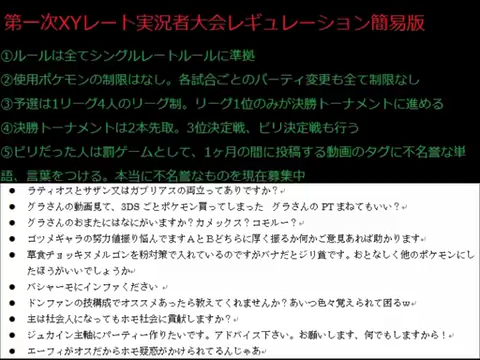 第一次XYレート実況者大会レギュレーション簡易版
①ルールは全てシングルレートルールに準拠
②使用ポケモンの制限はなし。各試合ごとのパーティ変更も全て制限なし
③予選は1リーグ4人のリーグ制。リーグ1位のみが決勝トーナメントに進める
④決勝トーナメントは2本先取。3位決定戦、ビリ決定戦も行う
⑤ビリだった人は罰ゲームとして、1ヶ月の間に投稿する動画のタグに不名誉な単
語、言葉をつける。本当に不名誉なものを現在募集中
● ラティオスとサザン又はガブリアスの両立ってありですか?
● グラさんの動画見て、3DSごとポケモン買ってしまった グラさんのPTまねてもいい?
● グラさんのおまたにはなにがいますか?カメックス?コモルー?
● ゴツメギャラの努力値振り悩んでますAとBどちらに厚く振るか何かご意見あれば助かります
● 草食チョッキヌメルゴンを粉対策で入れているのですがバナだとジリ貧です。おとなしく他のポケモンにし
たほうがいいでしょうか
● バシャーモにインファください
● ドンファンの技構成でオススメあったら教えてくれませんか?あいつ色々覚えられて困るw
● 主は社会人になってもホモ社会に貢献しますか?
● ジュカイン主軸にパーティー作りたいです。アドバイス下さい。お願いします、何でもしますから!
● エーフィがオスだからホモ疑惑がかけられてるんじゃあ